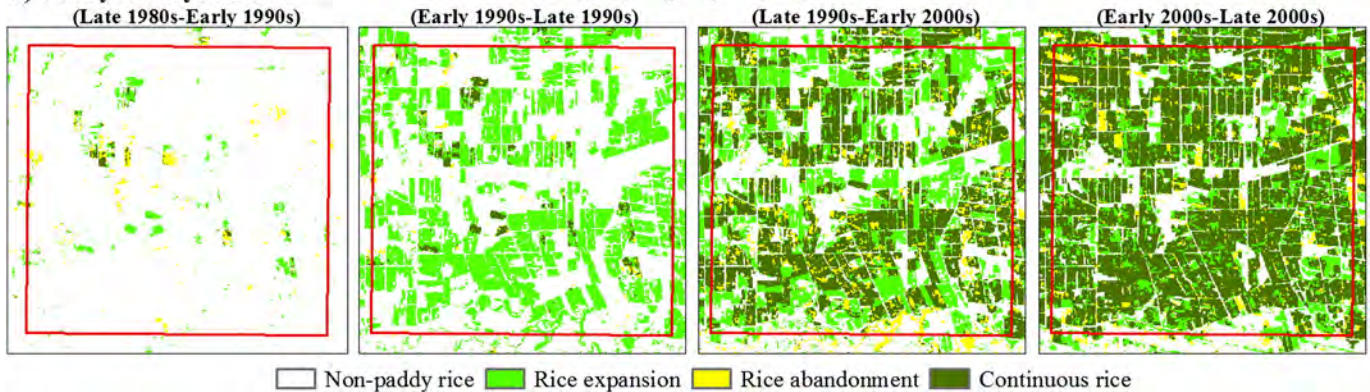 (Late 1980s-Early 1990s)
(Early 1990s-Late 1990s)
(Late 1990s-Early 2000s)
(Early 2000s-Late 2000s)
Non-paddy rice
Rice expansion
Rice abandonment
Continuous rice